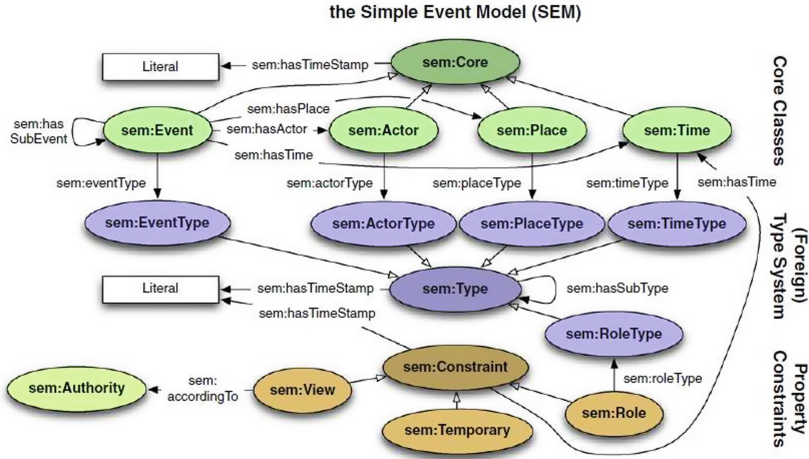 the Simple Event Model (SEM)
Literal
sem:hasTimeStamp
sem:Core
Core Classes
sem:has
SubEvent
sem:Event
sem:hasPlace
sem:hasActor
sem:hasTime
sem:Actor
sem:Place
sem:Time
sem:eventType
sem:actorType
sem:placeType
sem:timeType
sem:hasTime
sem:EventType
sem:ActorType
sem:PlaceType
sem:TimeType
(Foreign)
Type System
Literal
sem:hasTimeStamp
sem:Type
sem:hasSubType
sem:hasTimeStamp
sem:RoleType
sem:Constraint
sem:roleType
Property
Constraints
sem:Authority
sem:
accordingTo
sem:View
sem:Role
sem:Temporary